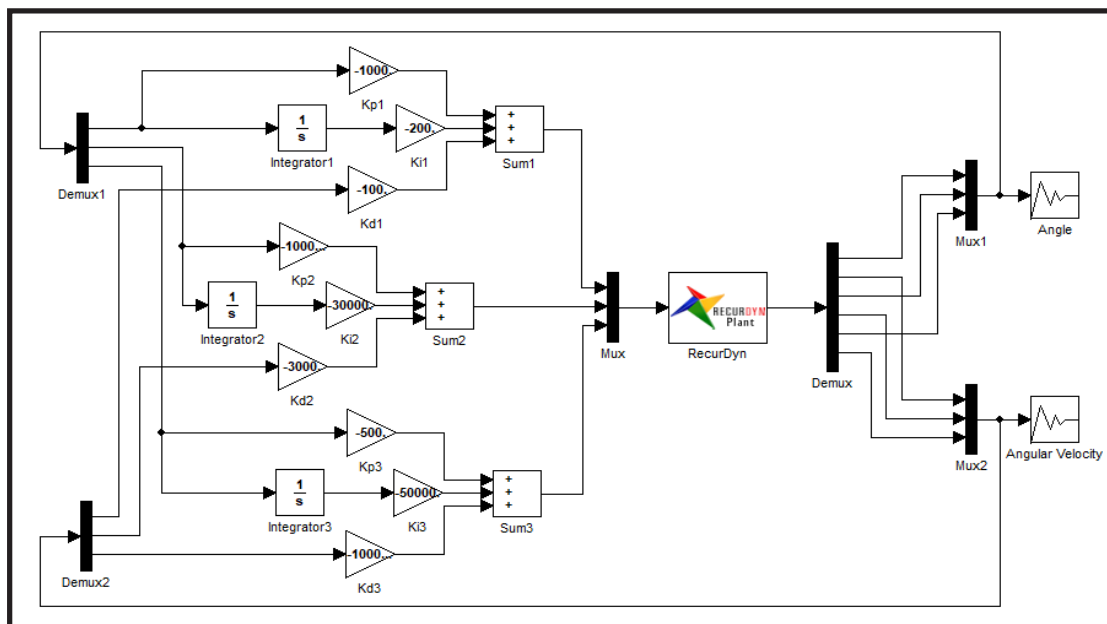 -1000.
Kp1
1
s
Integrator1
-200.
Ki1
+
+
+
Sum1
Demux1
-100.
Kd1
-1000...
Kp2
1
s
Integrator2
-30000.
Ki2
+
+
+
Sum2
-3000.
Kd2
-500.
Kp3
1
s
Integrator3
-50000.
Ki3
+
+
+
Sum3
Demux2
-1000...
Kd3
Mux
RECURDYN
Plant
RecurDyn
Demux
Mux1
Angle
Mux2
Angular Velocity